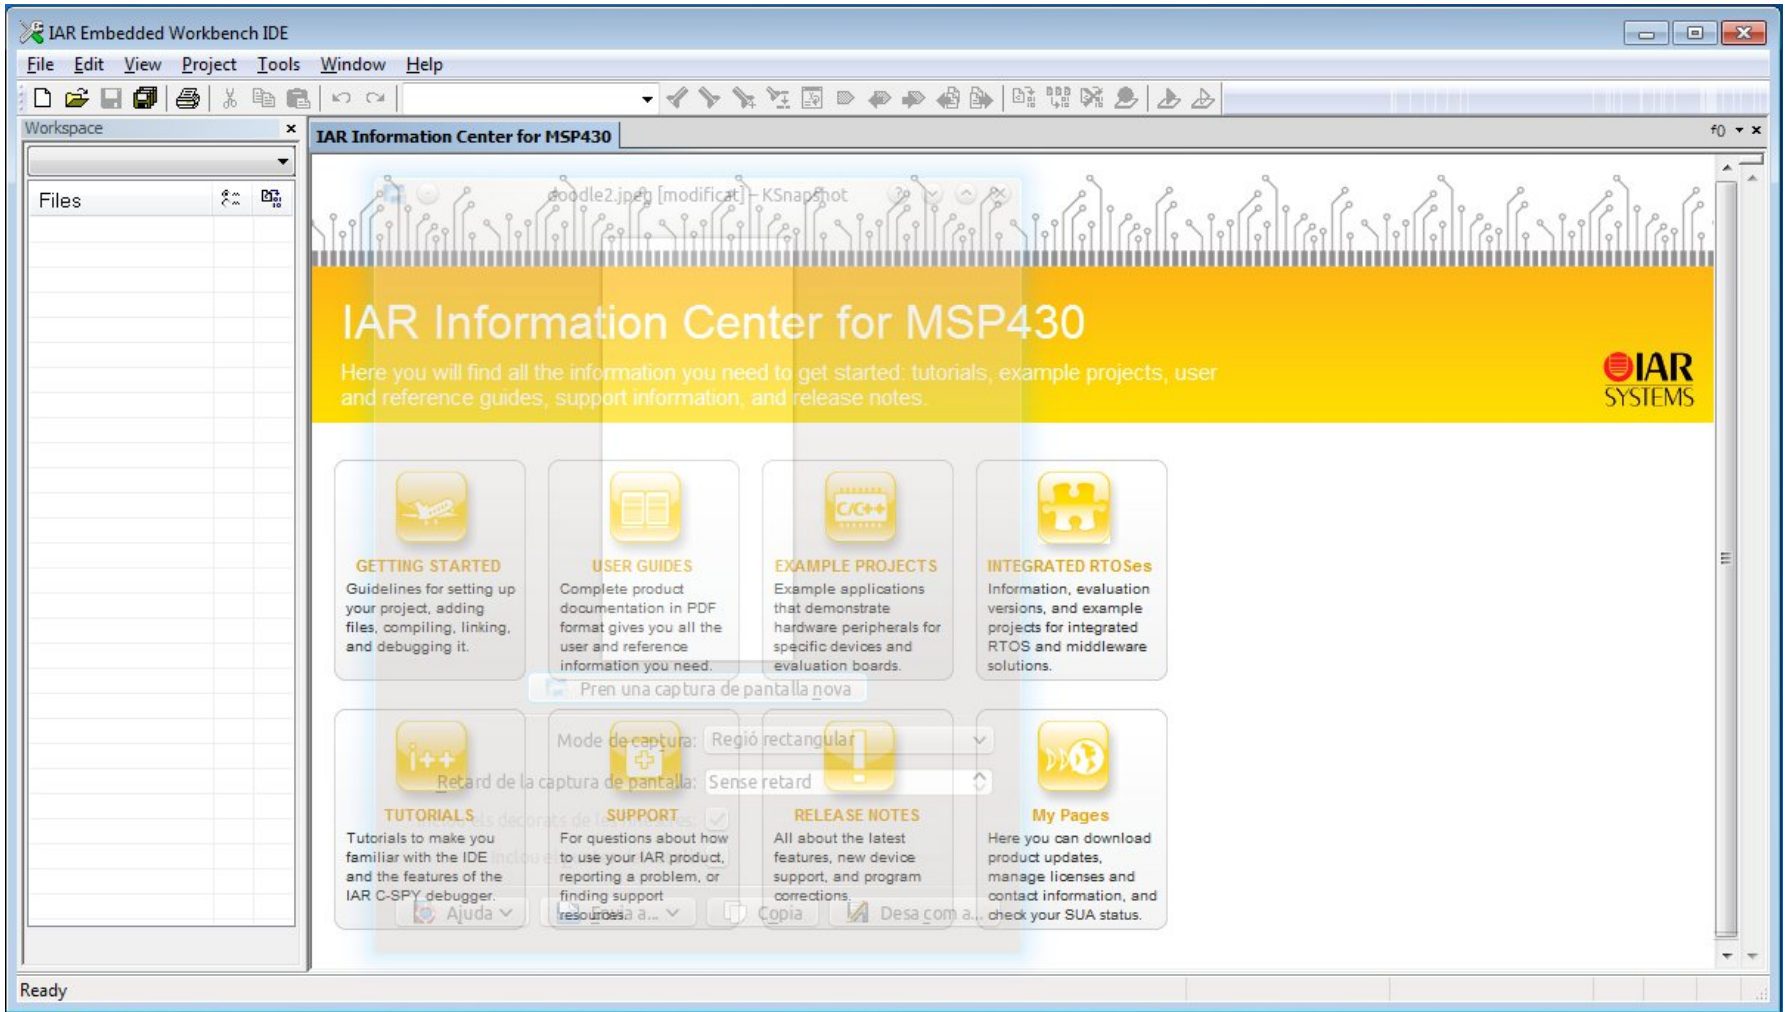 IAR Embedded Workbench IDE
File Edit View Project Tools Window Help
Workspace
IAR Information Center for MSP430
f()
Files
doodle2.jpeg [modificat] – KSnapshot
IAR Information Center for MSP430
Here you will find all the information you need to get started: tutorials, example projects, user
and reference guides, support information, and release notes.
IAR
SYSTEMS
C/C++
GETTING STARTED
Guidelines for setting up
your project, adding
files, compiling, linking,
and debugging it.
USER GUIDES
Complete product
documentation in PDF
format gives you all the
user and reference
information you need.
EXAMPLE PROJECTS
Example applications
that demonstrate
hardware peripherals for
specific devices and
evaluation boards.
INTEGRATED RTOSes
Information, evaluation
versions, and example
projects for integrated
RTOS and middleware
solutions.
Pren una captura de pantalla nova
Mode de captura: Regió rectangular
Retard de la captura de pantalla: Sense retard
i++
TUTORIALS
Tutorials to make you
familiar with the IDE
and the features of the
IAR C-SPY debugger.
SUPPORT
For questions about how
to use your IAR product,
reporting a problem, or
finding support
resources.
RELEASE NOTES
All about the latest
features, new device
support, and program
corrections.
My Pages
Here you can download
product updates,
manage licenses and
contact information, and
check your SUA status.
Ajuda
Envia a...
Copia
Desa com a...
Ready